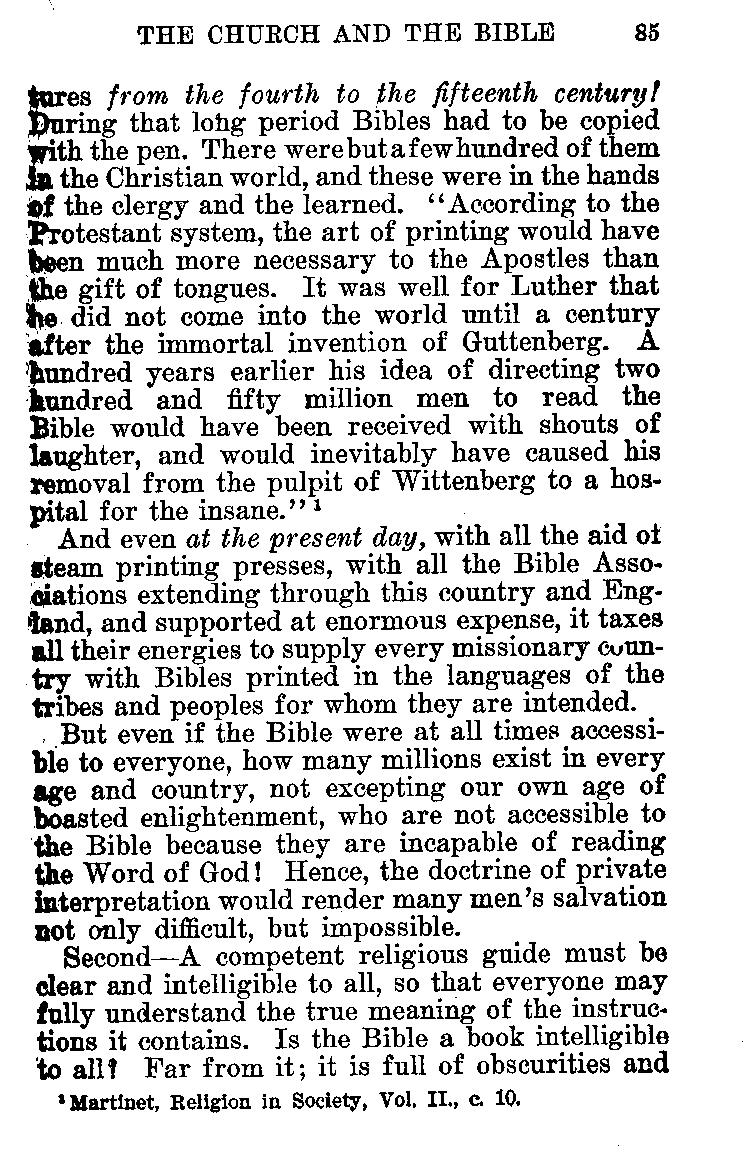 THE CHURCH AND THE BIBLE 85
tures from the fourth to the fifteenth century!
During that long period Bibles had to be copied
with the pen. There were but a few hundred of them
in the Christian world, and these were in the hands
of the clergy and the learned. “According to the
Protestant system, the art of printing would have
been much more necessary to the Apostles than
the gift of tongues. It was well for Luther that
he did not come into the world until a century
after the immortal invention of Guttenberg. A
hundred years earlier his idea of directing two
hundred and fifty million men to read the
Bible would have been received with shouts of
laughter, and would inevitably have caused his
removal from the pulpit of Wittenberg to a hos-
pital for the insane.” ¹
And even at the present day, with all the aid of
steam printing presses, with all the Bible Asso-
ciations extending through this country and Eng-
land, and supported at enormous expense, it taxes
all their energies to supply every missionary coun-
try with Bibles printed in the languages of the
tribes and peoples for whom they are intended.
But even if the Bible were at all times accessi-
ble to everyone, how many millions exist in every
age and country, not excepting our own age of
boasted enlightenment, who are not accessible to
the Bible because they are incapable of reading
the Word of God! Hence, the doctrine of private
interpretation would render many men's salvation
not only difficult, but impossible.
Second—A competent religious guide must be
clear and intelligible to all, so that everyone may
fully understand the true meaning of the instruc-
tions it contains. Is the Bible a book intelligible
to all? Far from it; it is full of obscurities and
¹ Martinet, Religion in Society, Vol. II., c. 10.